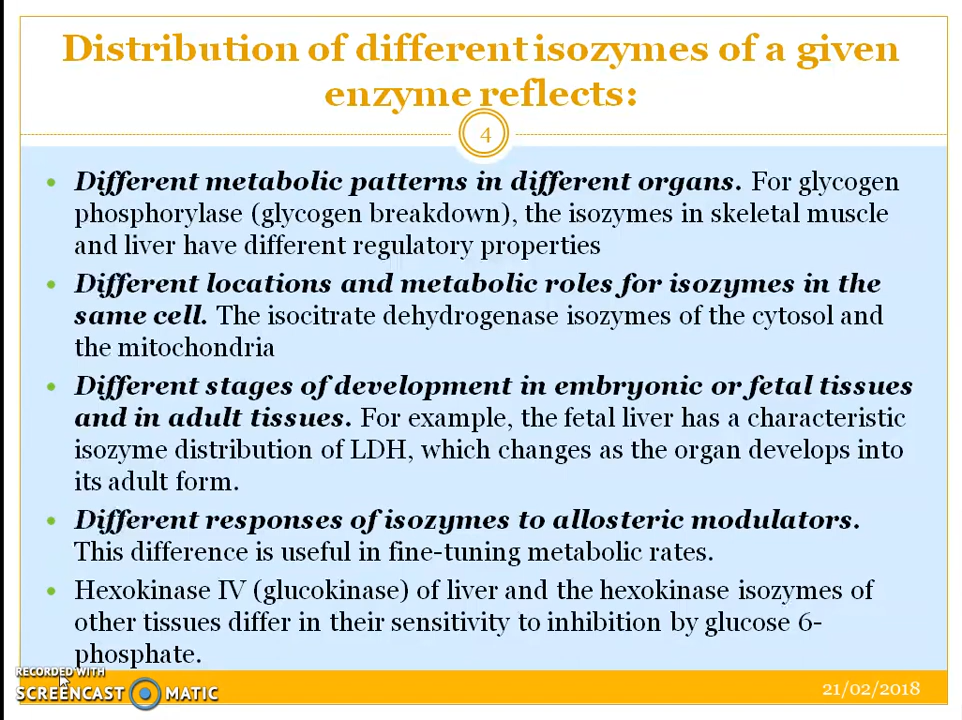 Distribution of different isozymes of a given
enzyme reflects:
4
• Different metabolic patterns in different organs. For glycogen
phosphorylase (glycogen breakdown), the isozymes in skeletal muscle
and liver have different regulatory properties
• Different locations and metabolic roles for isozymes in the
same cell. The isocitrate dehydrogenase isozymes of the cytosol and
the mitochondria
• Different stages of development in embryonic or fetal tissues
and in adult tissues. For example, the fetal liver has a characteristic
isozyme distribution of LDH, which changes as the organ develops into
its adult form.
• Different responses of isozymes to allosteric modulators.
This difference is useful in fine-tuning metabolic rates.
• Hexokinase IV (glucokinase) of liver and the hexokinase isozymes of
other tissues differ in their sensitivity to inhibition by glucose 6-
phosphate.
RECORDED WITH
SCREENCAST MATIC
21/02/2018